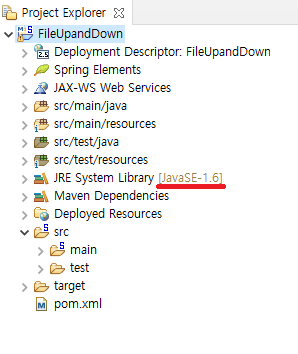 Project Explorer
FileUpandDown
Deployment Descriptor: FileUpandDown
Spring Elements
JAX-WS Web Services
src/main/java
src/main/resources
src/test/java
src/test/resources
JRE System Library [JavaSE-1.6]
Maven Dependencies
Deployed Resources
src
main
test
target
pom.xml